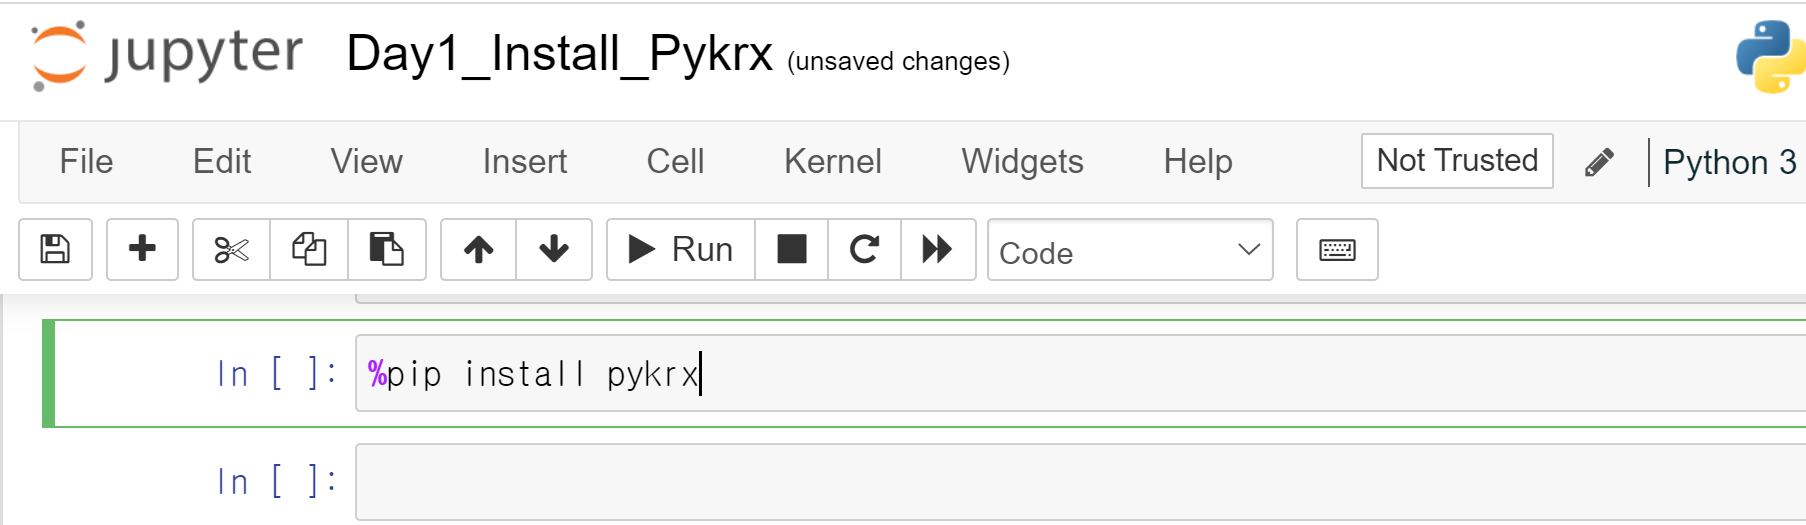 jupyter Day1_Install_Pykrx (unsaved changes)
File Edit View Insert Cell Kernel Widgets Help Not Trusted Python 3
Run Code
In [ ]: %pip install pykrx
In [ ]: